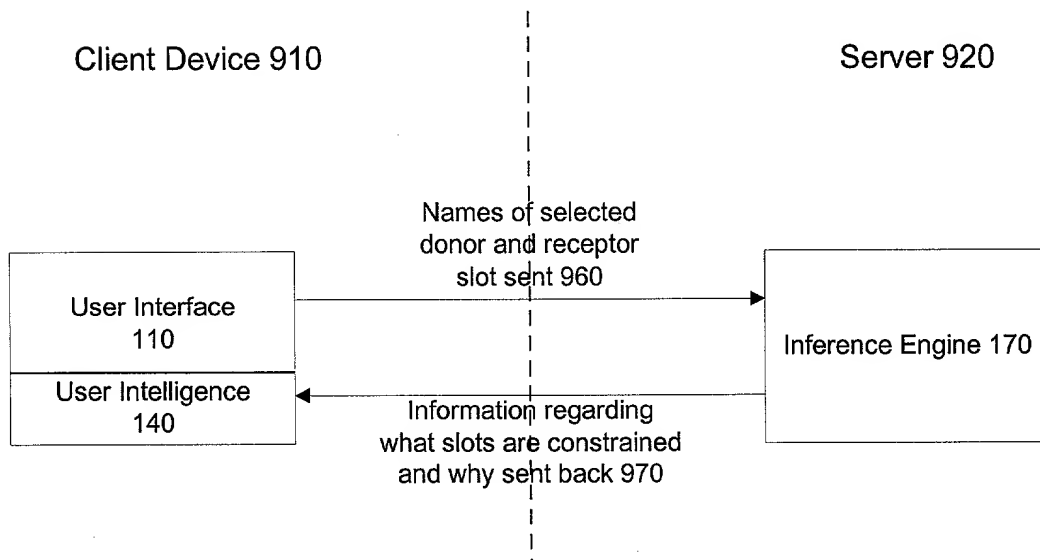 Client Device 910
Server 920
Names of selected
donor and receptor
slot sent 960
User Interface
110
Inference Engine 170
User Intelligence
140
Information regarding
what slots are constrained
and why sent back 970